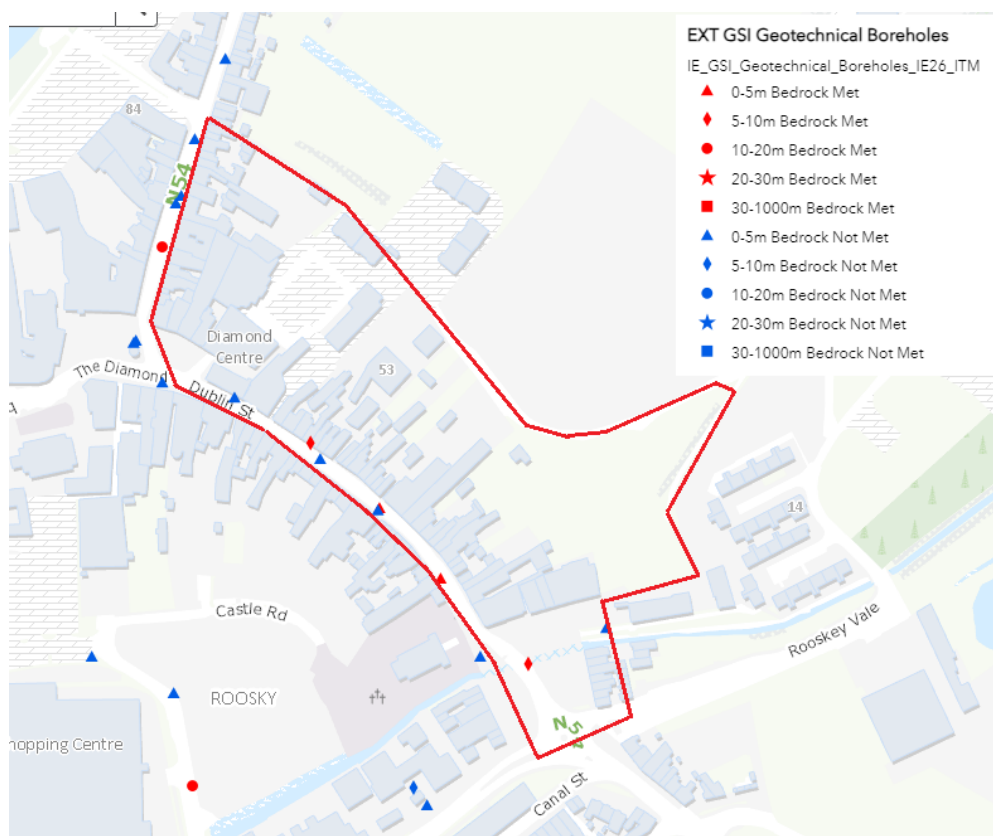 EXT GSI Geotechnical Boreholes
IE_GSI_Geotechnical_Boreholes_IE26_ITM
0-5m Bedrock Met
5-10m Bedrock Met
10-20m Bedrock Met
20-30m Bedrock Met
30-1000m Bedrock Met
0-5m Bedrock Not Met
5-10m Bedrock Not Met
10-20m Bedrock Not Met
20-30m Bedrock Not Met
30-1000m Bedrock Not Met
84
N54
Diamond
Centre
The Diamond
53
Dublin St
14
Castle Rd
Rooskey Vale
ROOSKY
N54
hopping Centre
Canal St